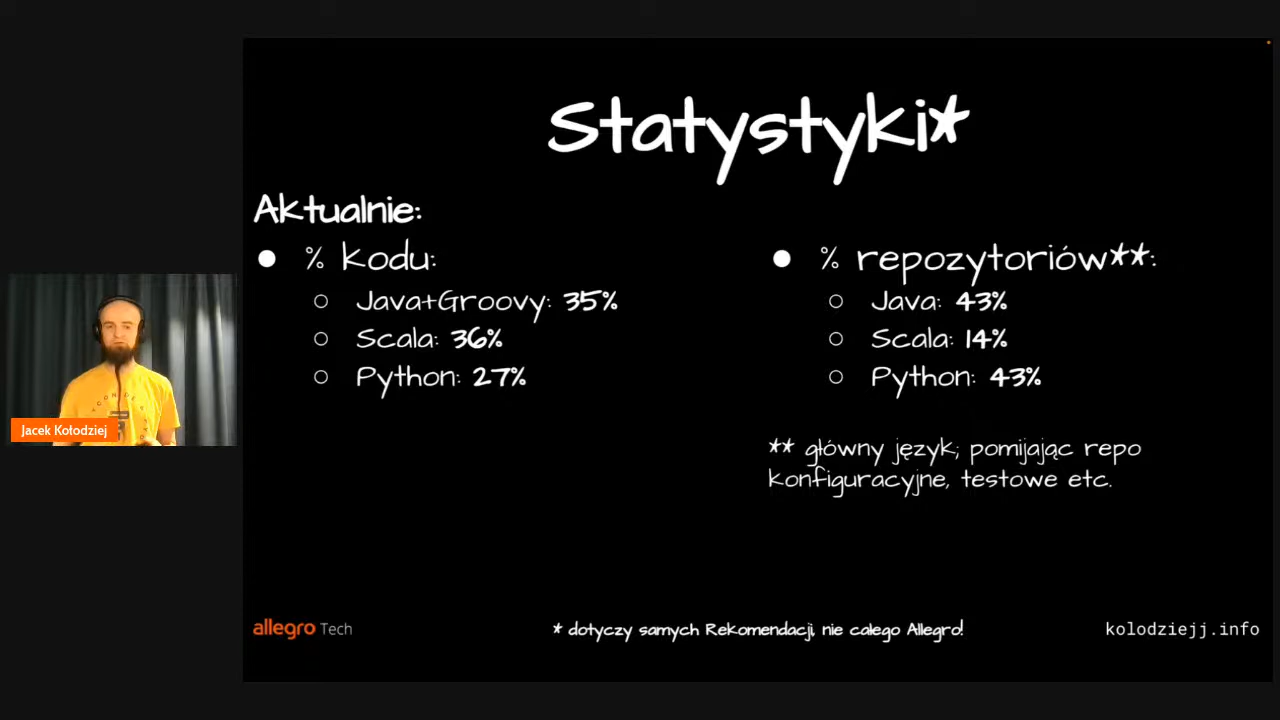 Statystyki*
Aktualnie:
% kodu:
Java+Groovy: 35%
Scala: 36%
Python: 27%
% repozytoriów**:
Java: 43%
Scala: 14%
Python: 43%
** główny język; pomijając repo
konfiguracyjne, testowe etc.
Jacek Kołodziej
allegro Tech
* dotyczy samych Rekomendacji, nie całego Allegro!
kolodziejj.info